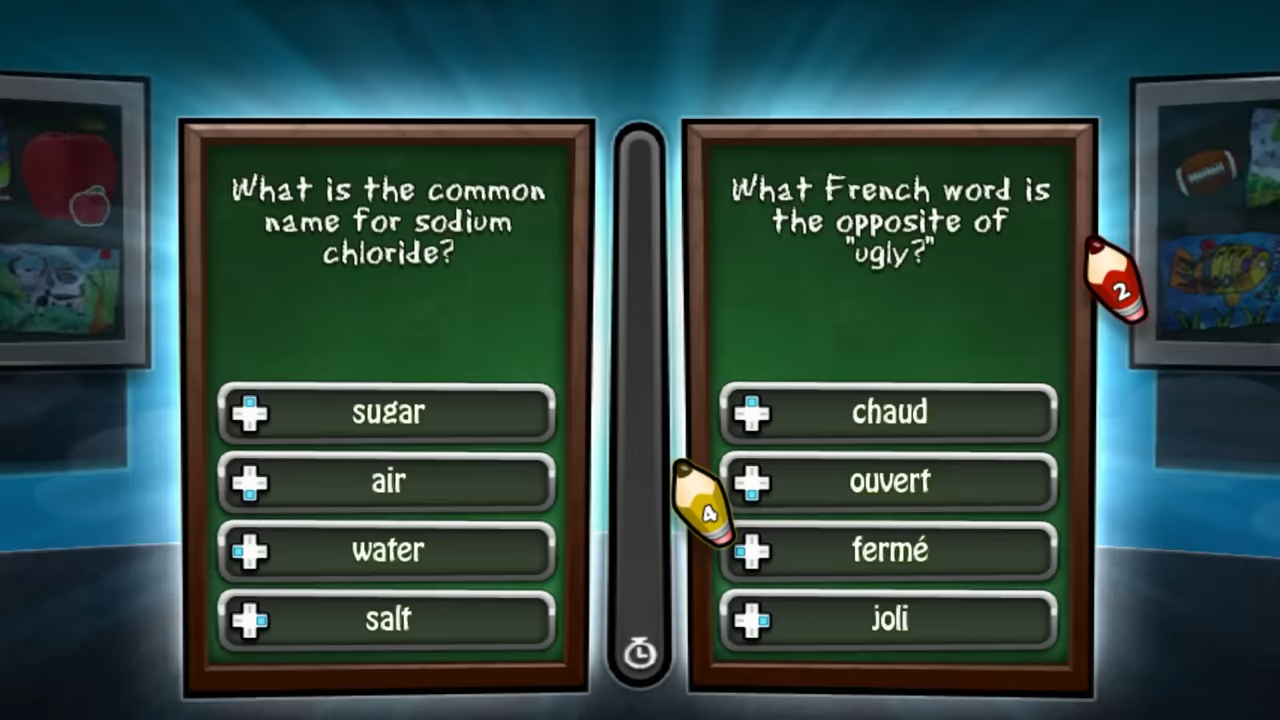 What is the common
name for sodium
chloride?
sugar
air
water
salt
What French word is
the opposite of
"ugly?"
chaud
ouvert
fermé
joli
2
4